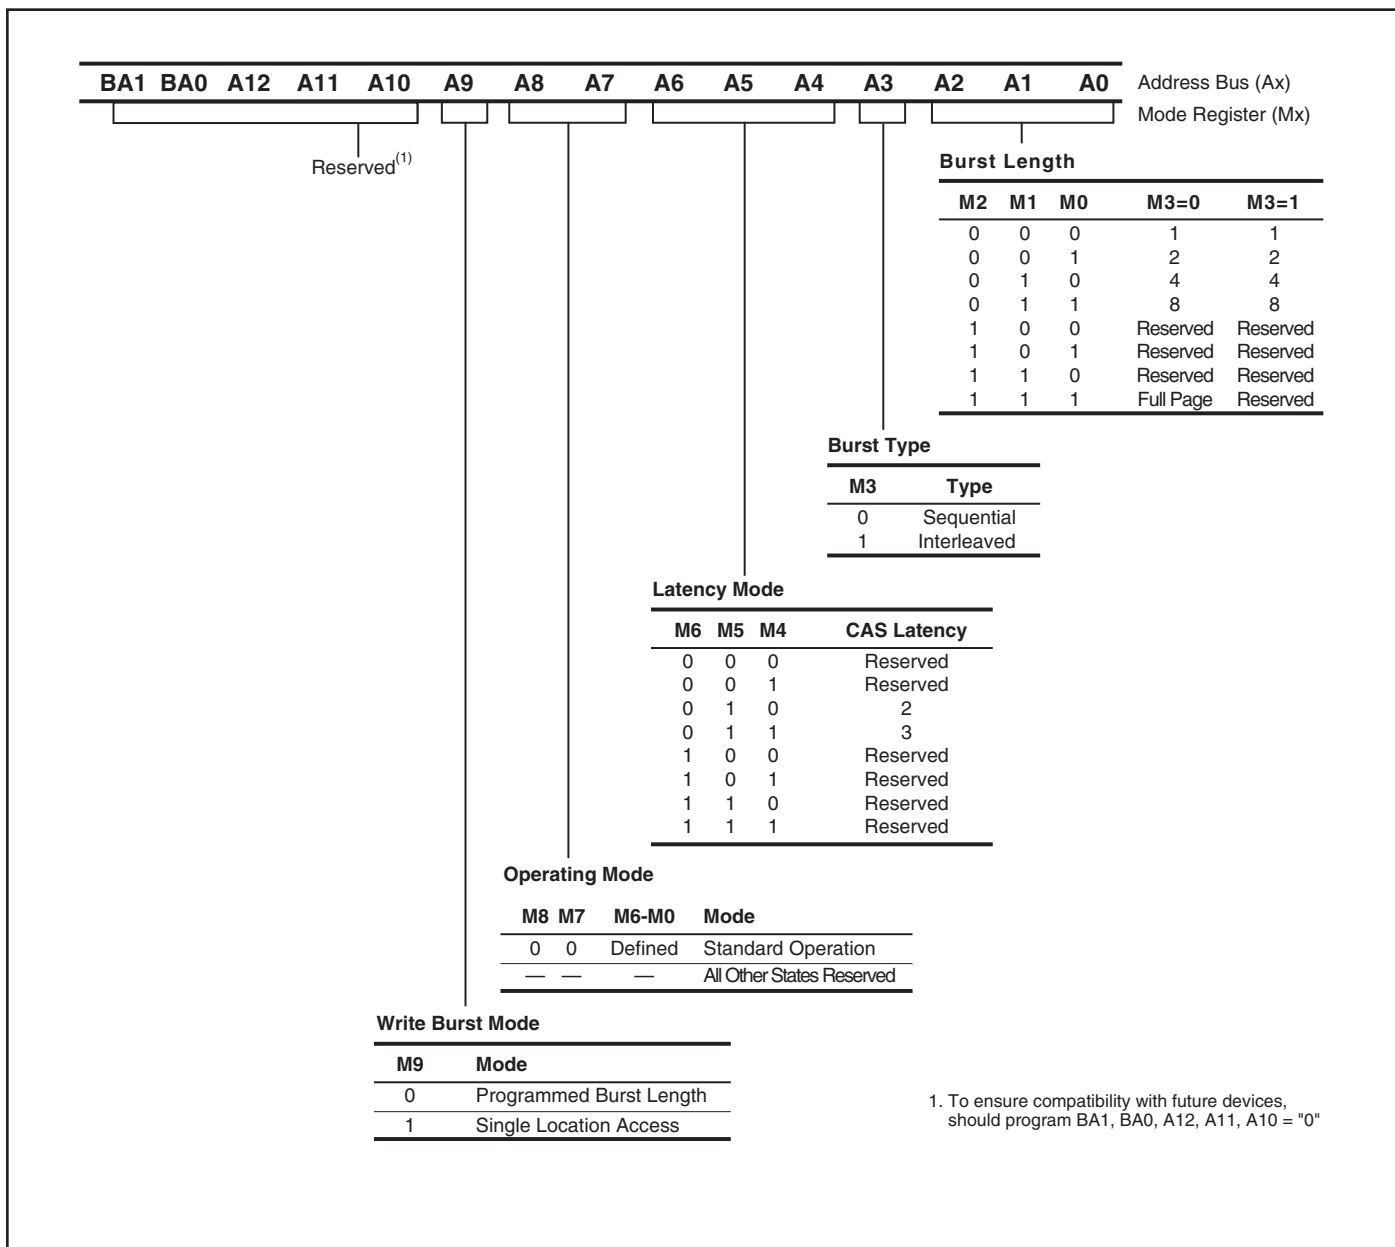 BA1 BA0 A12 A11 A10 A9 A8 A7 A6 A5 A4 A3 A2 A1 A0 Address Bus (Ax)
Mode Register (Mx)
Reserved(1)
Burst Length
M2 M1 M0 M3=0 M3=1
0 0 0 1 1
0 0 1 2 2
0 1 0 4 4
0 1 1 8 8
1 0 0 Reserved Reserved
1 0 1 Reserved Reserved
1 1 0 Reserved Reserved
1 1 1 Full Page Reserved
Burst Type
M3 Type
0 Sequential
1 Interleaved
Latency Mode
M6 M5 M4 CAS Latency
0 0 0 Reserved
0 0 1 Reserved
0 1 0 2
0 1 1 3
1 0 0 Reserved
1 0 1 Reserved
1 1 0 Reserved
1 1 1 Reserved
Operating Mode
M8 M7 M6-M0 Mode
0 0 Defined Standard Operation
— — — All Other States Reserved
Write Burst Mode
M9 Mode
0 Programmed Burst Length
1 Single Location Access
1. To ensure compatibility with future devices,
should program BA1, BA0, A12, A11, A10 = "0"